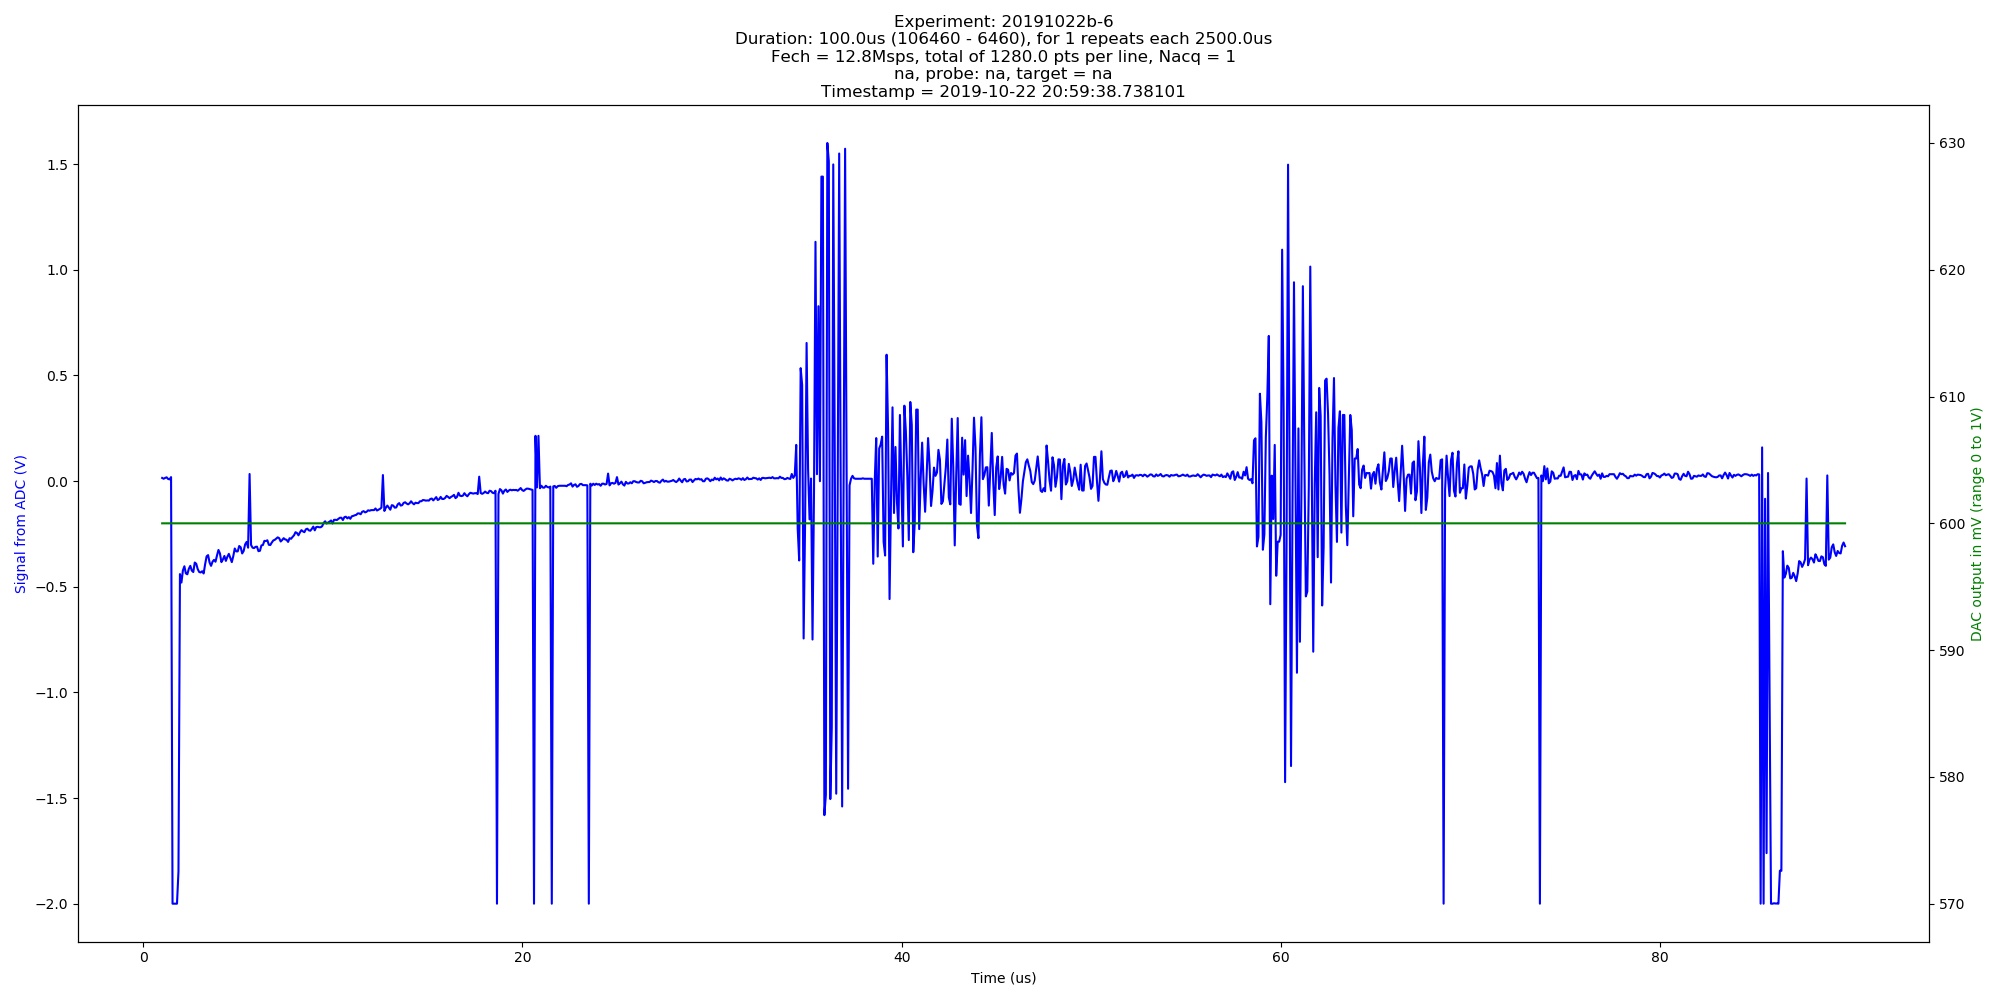 Experiment: 20191022b-6
Duration: 100.0us (106460 - 6460), for 1 repeats each 2500.0us
Fech = 12.8Msps, total of 1280.0 pts per line, Nacq = 1
na, probe: na, target = na
Timestamp = 2019-10-22 20:59:38.738101
Signal from ADC (V)
1.5
1.0
0.5
0.0
−0.5
−1.0
−1.5
−2.0
630
620
610
600
590
580
570
DAC output in mV (range 0 to 1V)
0
20
40
60
80
Time (us)